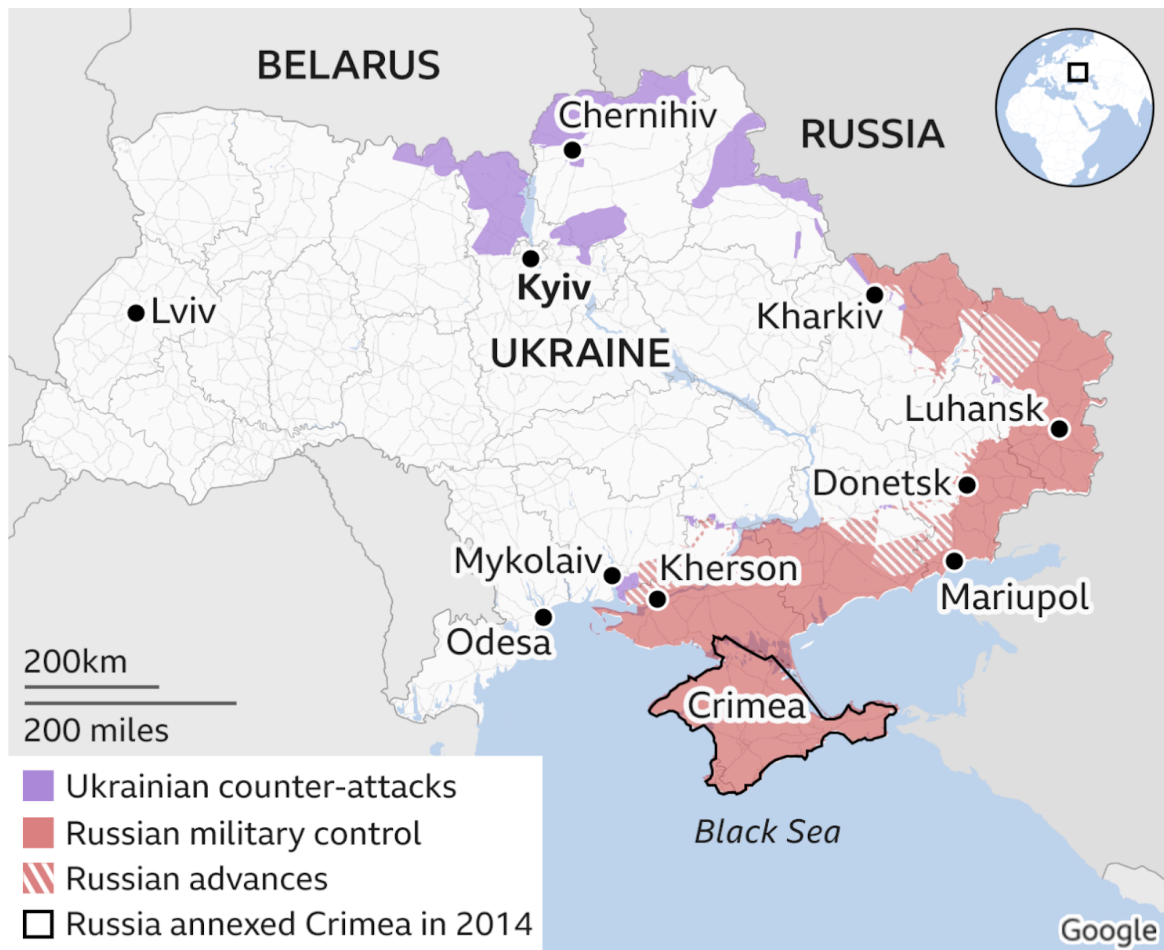 BELARUS
Chernihiv
RUSSIA
Kyiv
Lviv
Kharkiv
UKRAINE
Luhansk
Donetsk
Mykolaiv
Kherson
Mariupol
Odesa
200km
200 miles
Crimea
Ukrainian counter-attacks
Russian military control
Black Sea
Russian advances
Russia annexed Crimea in 2014
Google